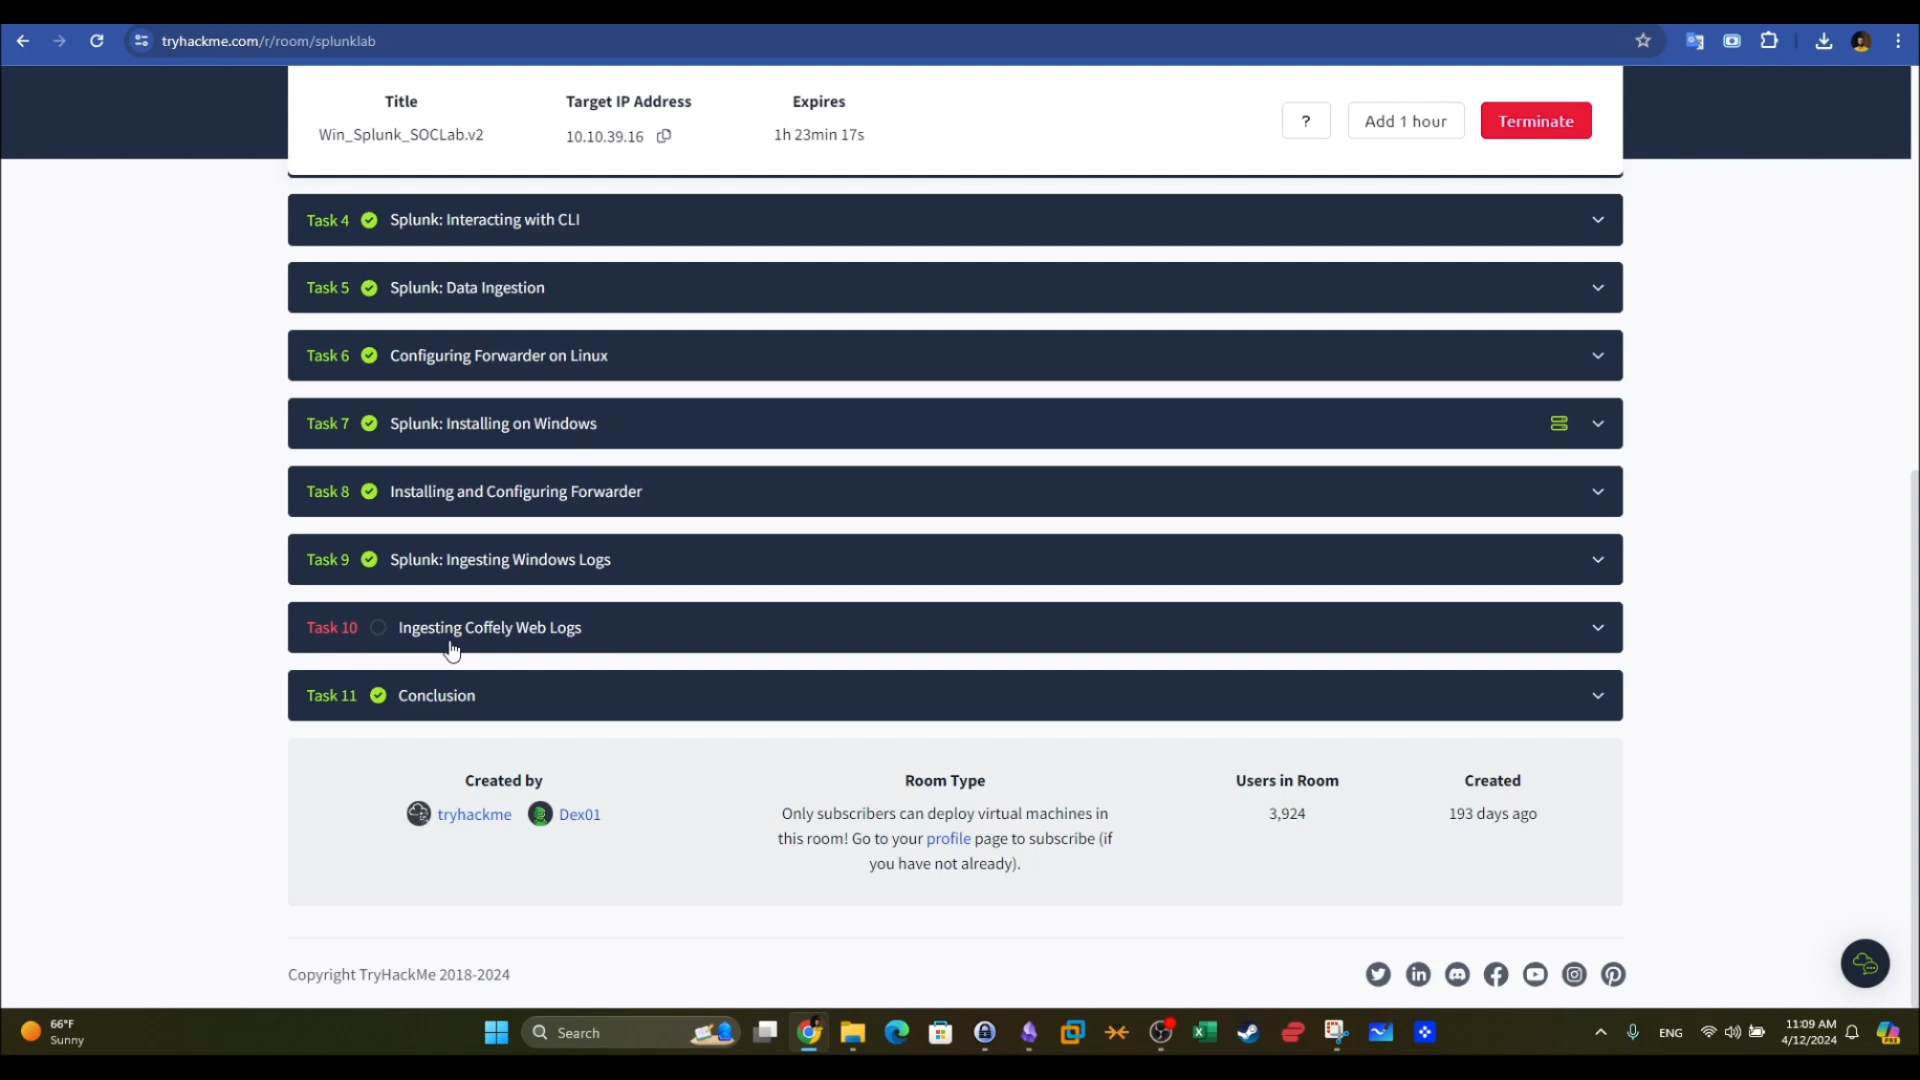 tryhackme.com/r/room/splunklab
Title
Target IP Address
Expires
Win_Splunk_SOCLab.v2
10.10.39.16
1h 23min 17s
?
Add 1 hour
Terminate
Task 4 Splunk: Interacting with CLI
Task 5 Splunk: Data Ingestion
Task 6 Configuring Forwarder on Linux
Task 7 Splunk: Installing on Windows
Task 8 Installing and Configuring Forwarder
Task 9 Splunk: Ingesting Windows Logs
Task 10 Ingesting Coffely Web Logs
Task 11 Conclusion
Created by
tryhackme
Dex01
Room Type
Only subscribers can deploy virtual machines in
this room! Go to your profile page to subscribe (if
you have not already).
Users in Room
3,924
Created
193 days ago
Copyright TryHackMe 2018-2024
66°F
Sunny
Search
ENG
11:09 AM
4/12/2024